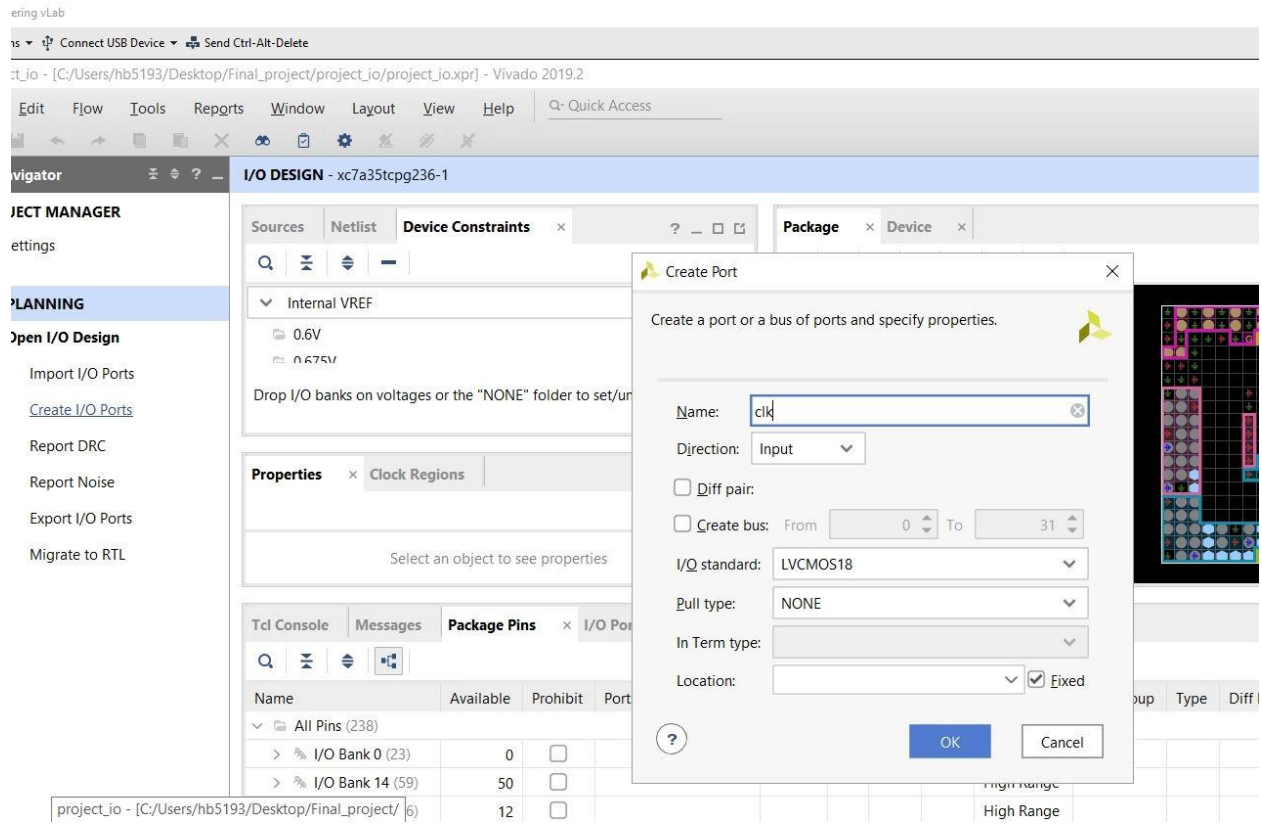 ering vLab
ns Connect USB Device Send Ctrl-Alt-Delete
ct_io - [C:/Users/hb5193/Desktop/Final_project/project_io/project_io.xpr] - Vivado 2019.2
Edit Flow Tools Reports Window Layout View Help Quick Access
avigator ? I/O DESIGN - xc7a35tcpg236-1
JECT MANAGER
ettings
PLANNING
Open I/O Design
Import I/O Ports
Create I/O Ports
Report DRC
Report Noise
Export I/O Ports
Migrate to RTL
Sources Netlist Device Constraints × ?
Internal VREF
0.6V
0.675V
Drop I/O banks on voltages or the "NONE" folder to set/un
Properties × Clock Regions
Select an object to see properties
Package × Device ×
Create Port
Create a port or a bus of ports and specify properties.
Name: clk
Direction: Input
Diff pair:
Create bus: From 0 To 31
I/O standard: LVCMOS18
Pull type: NONE
In Term type:
Location: Fixed
? OK Cancel
Tcl Console Messages Package Pins × I/O Por
Name Available Prohibit Port oup Type Diff
All Pins (238)
I/O Bank 0 (23) 0
I/O Bank 14 (59) 50 High Range
project_io - [C:/Users/hb5193/Desktop/Final_project/ 6) 12 High Range